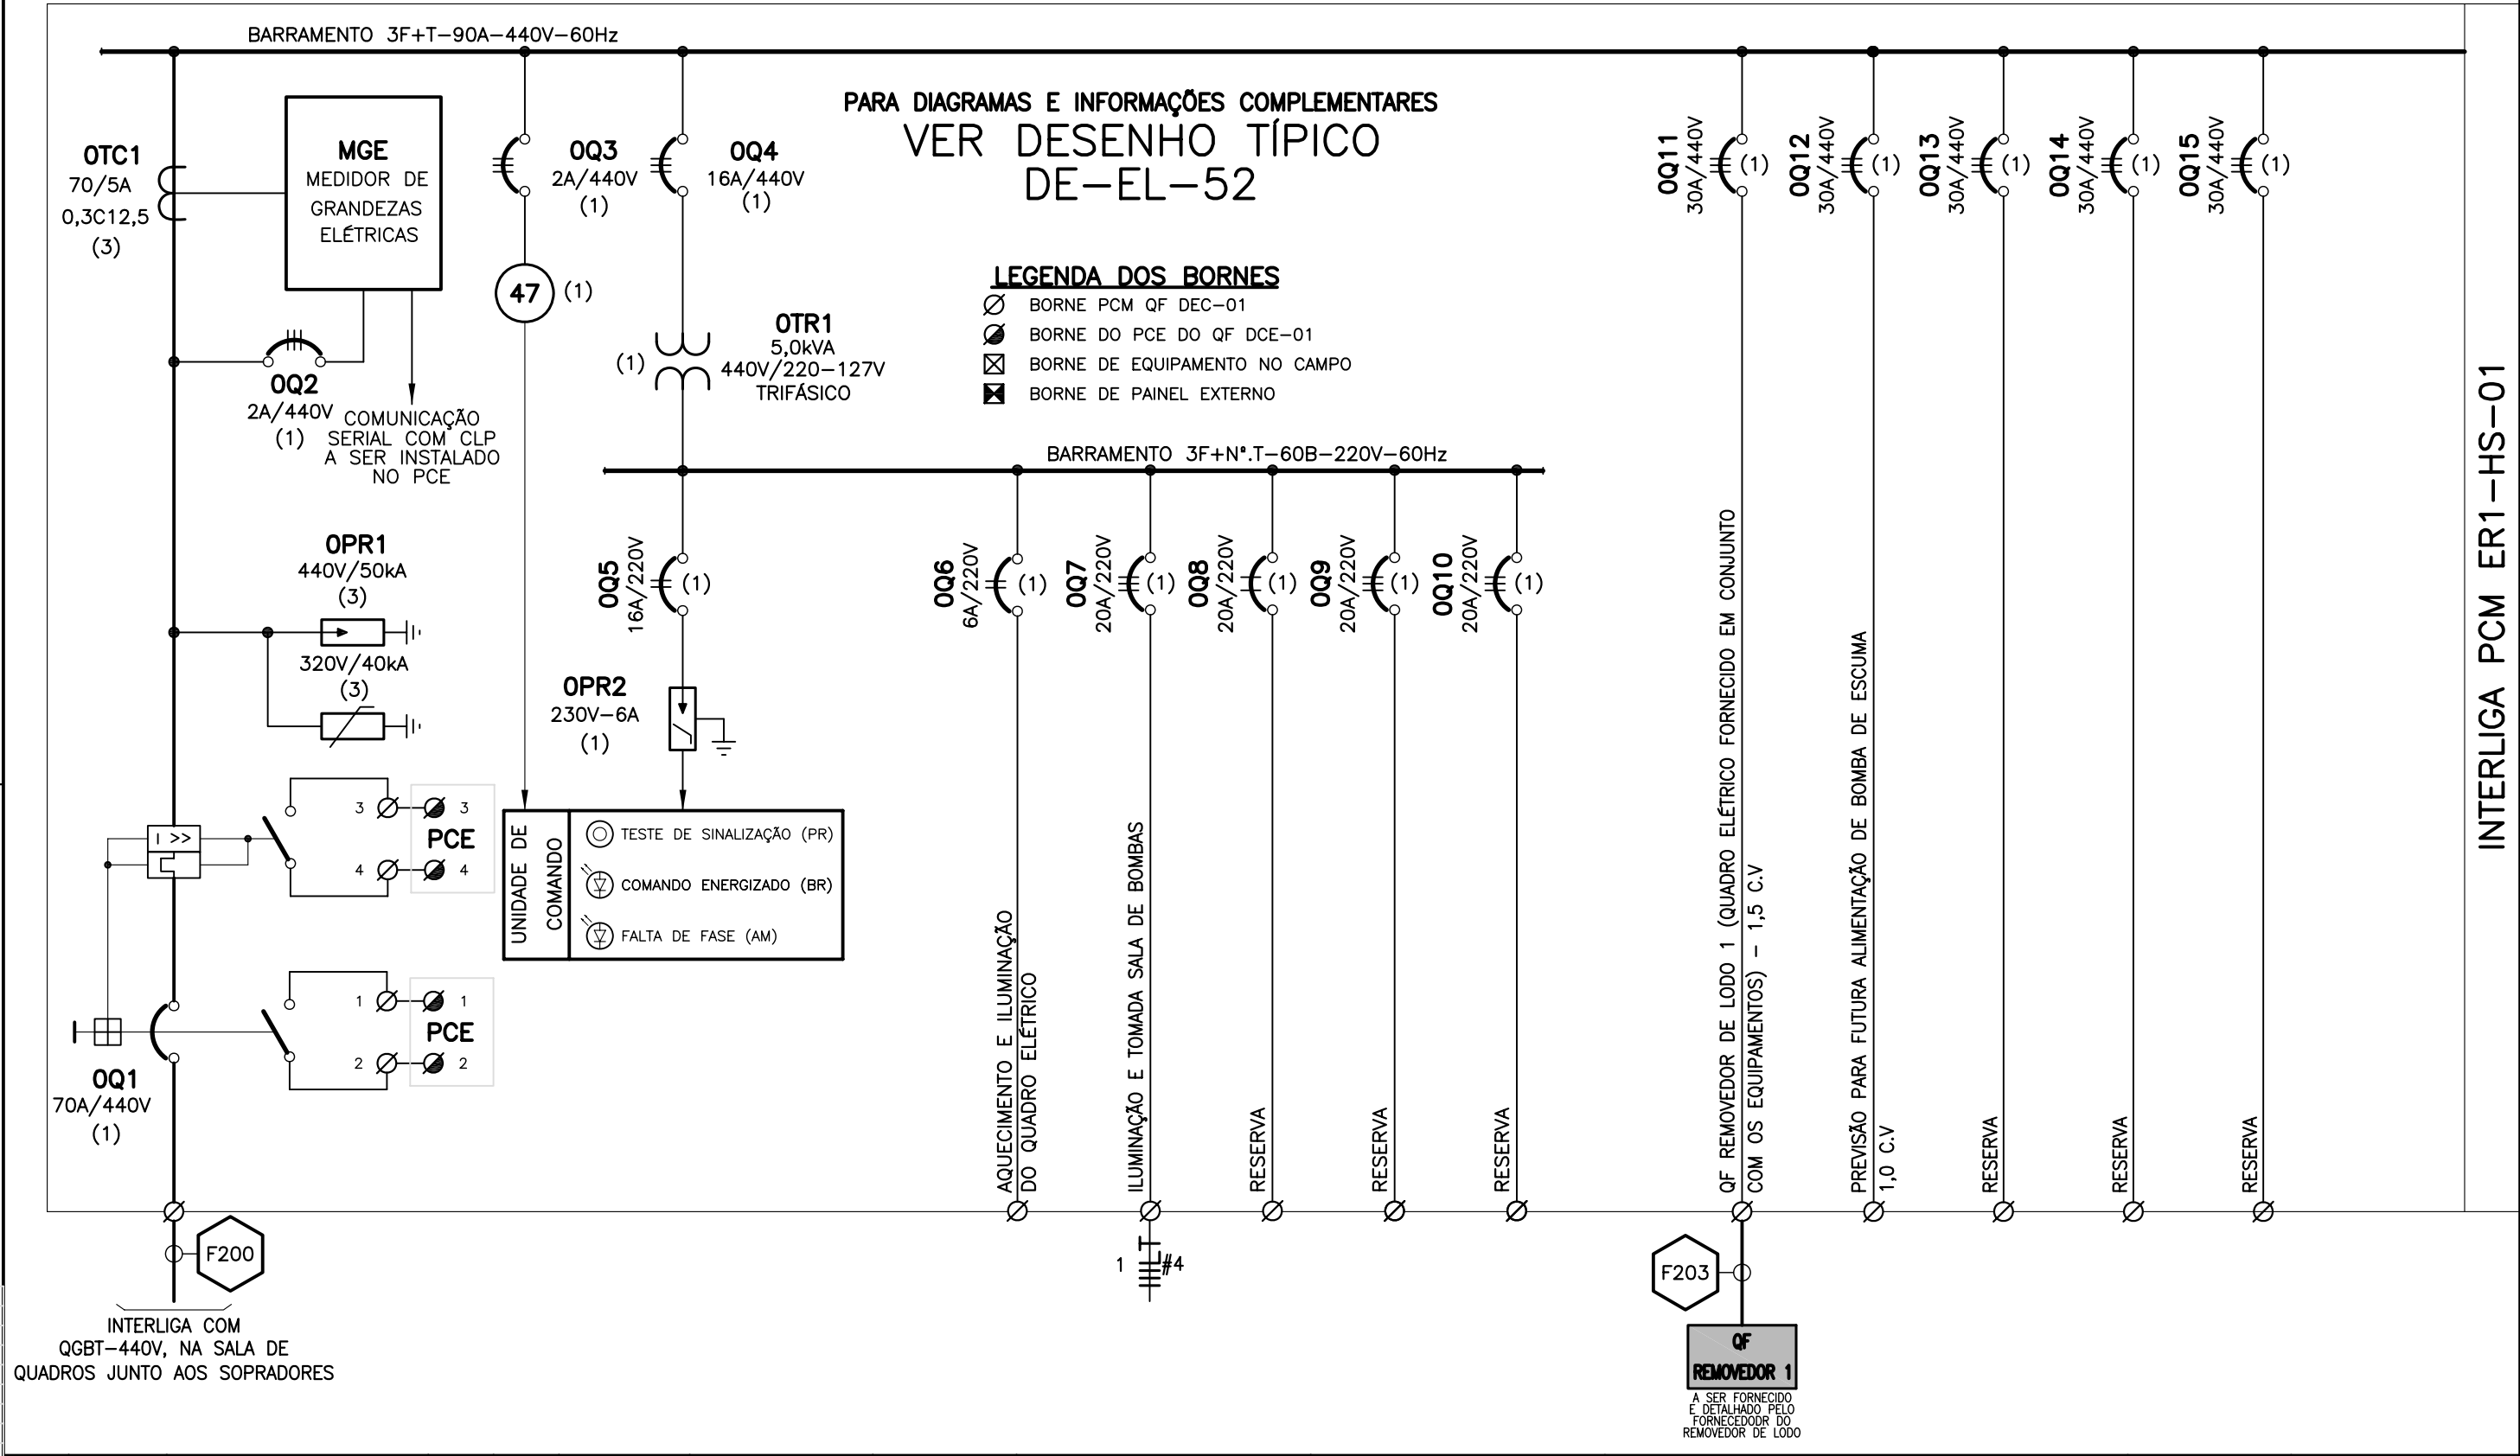 BARRAMENTO 3F+T-90A-440V-60Hz
0TC1
70/5A
0,3C12,5
(3)
MGE
MEDIDOR DE
GRANDEZAS
ELÉTRICAS
0Q2
2A/440V
(1)
COMUNICAÇÃO
SERIAL COM CLP
A SER INSTALADO
NO PCE
0Q3
2A/440V
(1)
47 (1)
0Q4
16A/440V
(1)
(1)
0TR1
5,0kVA
440V/220-127V
TRIFÁSICO
PARA DIAGRAMAS E INFORMAÇÕES COMPLEMENTARES
VER DESENHO TÍPICO
DE-EL-52
LEGENDA DOS BORNES
BORNE PCM QF DEC-01
BORNE DO PCE DO QF DCE-01
BORNE DE EQUIPAMENTO NO CAMPO
BORNE DE PAINEL EXTERNO
0Q11
30A/440V
(1)
0Q12
30A/440V
(1)
0Q13
30A/440V
(1)
0Q14
30A/440V
(1)
0Q15
30A/440V
(1)
BARRAMENTO 3F+Nº.T-60B-220V-60Hz
0PR1
440V/50kA
(3)
320V/40kA
(3)
0Q5
16A/220V
(1)
0Q6
6A/220V
(1)
0Q7
20A/220V
(1)
0Q8
20A/220V
(1)
0Q9
20A/220V
(1)
0Q10
20A/220V
(1)
0PR2
230V-6A
(1)
I >>
3 3
PCE
4 4
1 1
PCE
2 2
0Q1
70A/440V
(1)
UNIDADE DE
COMANDO
TESTE DE SINALIZAÇÃO (PR)
COMANDO ENERGIZADO (BR)
FALTA DE FASE (AM)
AQUECIMENTO E ILUMINAÇÃO
DO QUADRO ELÉTRICO
ILUMINAÇÃO E TOMADA SALA DE BOMBAS
RESERVA
RESERVA
RESERVA
QF REMOVEDOR DE LODO 1 (QUADRO ELÉTRICO FORNECIDO EM CONJUNTO
COM OS EQUIPAMENTOS) - 1,5 C.V
PREVISÃO PARA FUTURA ALIMENTAÇÃO DE BOMBA DE ESCUMA
1,0 C.V
RESERVA
RESERVA
RESERVA
INTERLIGA PCM ER1-HS-01
F200
INTERLIGA COM
QGBT-440V, NA SALA DE
QUADROS JUNTO AOS SOPRADORES
1 #4
F203
QF
REMOVEDOR 1
A SER FORNECIDO
E DETALHADO PELO
FORNECEDODR DO
REMOVEDOR DE LODO